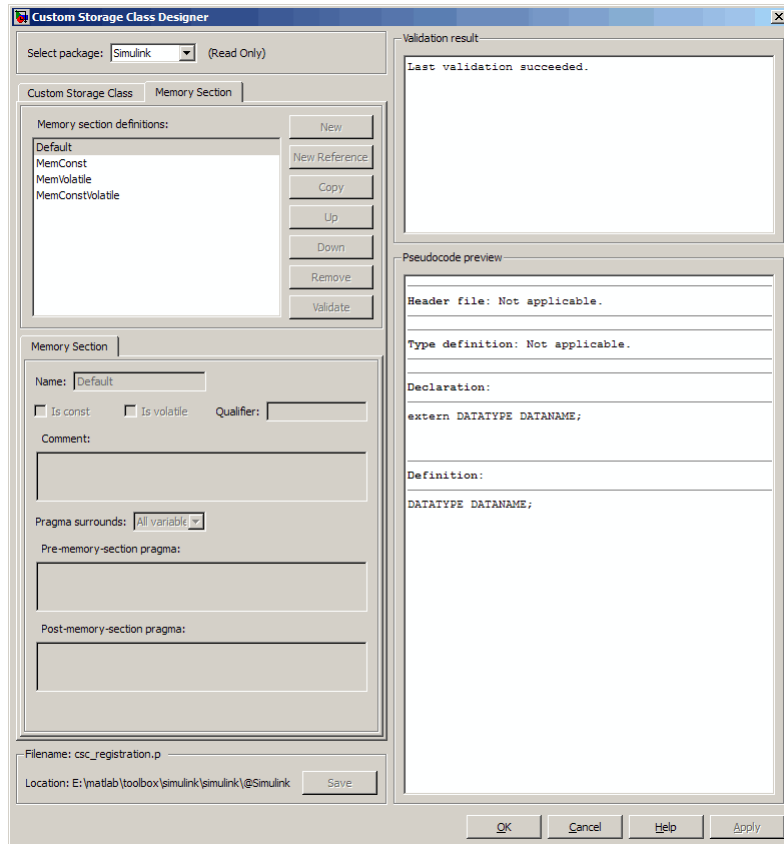 Custom Storage Class Designer
Select package: Simulink (Read Only)
Custom Storage Class Memory Section
Memory section definitions:
Default
MemConst
MemVolatile
MemConstVolatile
New
New Reference
Copy
Up
Down
Remove
Validate
Memory Section
Name: Default
Is const Is volatile Qualifier:
Comment:
Pragma surrounds: All variable
Pre-memory-section pragma:
Post-memory-section pragma:
Filename: csc_registration.p
Location: E:\matlab\toolbox\simulink\simulink\@Simulink Save
Validation result
Last validation succeeded.
Pseudocode preview
Header file: Not applicable.
Type definition: Not applicable.
Declaration:
extern DATATYPE DATANAME;
Definition:
DATATYPE DATANAME;
OK Cancel Help Apply